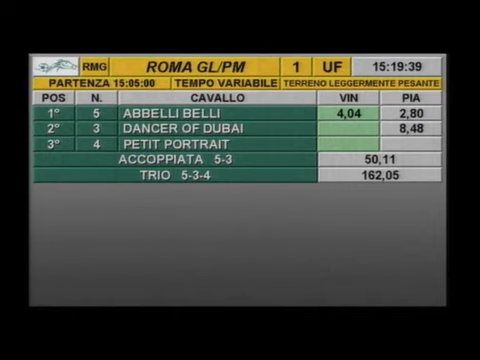 RMG ROMA GL/PM 1 UF 15:19:39
PARTENZA 15:05:00 TEMPO VARIABILE TERRENO LEGGERMENTE PESANTE
POS N. CAVALLO VIN PIA
1° 5 ABBELLI BELLI 4,04 2,80
2° 3 DANCER OF DUBAI 8,48
3° 4 PETIT PORTRAIT
ACCOPPIATA 5-3 50,11
TRIO 5-3-4 162,05